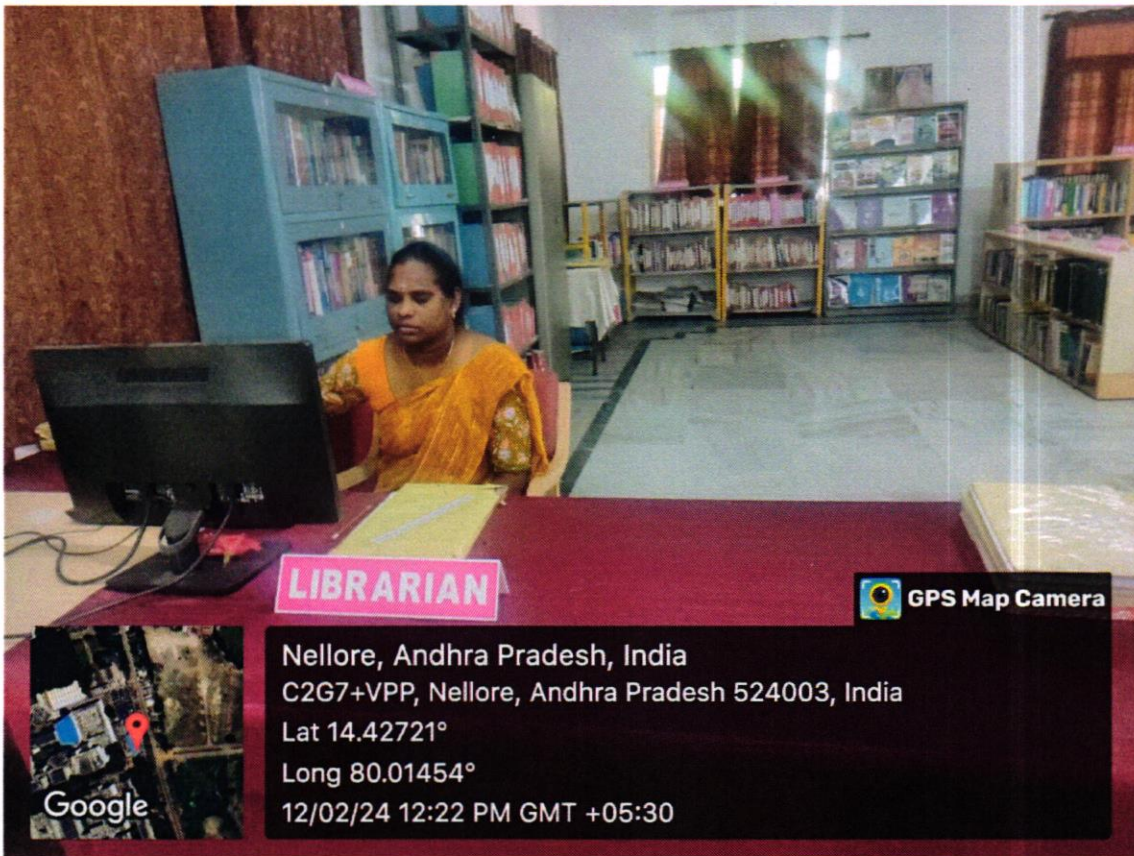 LIBRARIAN
GPS Map Camera
Nellore, Andhra Pradesh, India
C2G7+VPP, Nellore, Andhra Pradesh 524003, India
Lat 14.42721°
Long 80.01454°
12/02/24 12:22 PM GMT +05:30
Google